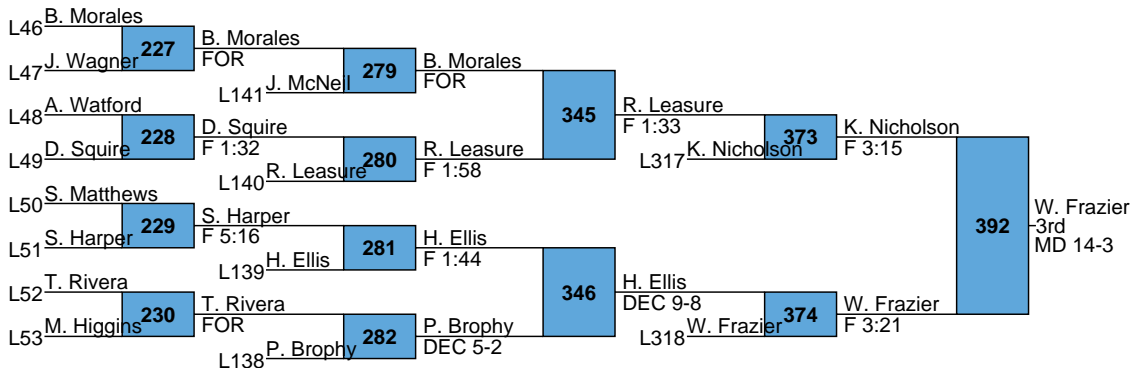 L46 B. Morales
227
L47 J. Wagner
B. Morales
FOR
279
L141 J. McNeil
B. Morales
FOR
L48 A. Watford
228
L49 D. Squire
D. Squire
F 1:32
280
L140 R. Leasure
R. Leasure
F 1:58
345
R. Leasure
F 1:33
373
L317 K. Nicholson
K. Nicholson
F 3:15
L50 S. Matthews
229
L51 S. Harper
S. Harper
F 5:16
281
L139 H. Ellis
H. Ellis
F 1:44
L52 T. Rivera
230
L53 M. Higgins
T. Rivera
FOR
282
L138 P. Brophy
P. Brophy
DEC 5-2
346
H. Ellis
DEC 9-8
374
L318 W. Frazier
W. Frazier
F 3:21
392
W. Frazier
3rd
MD 14-3